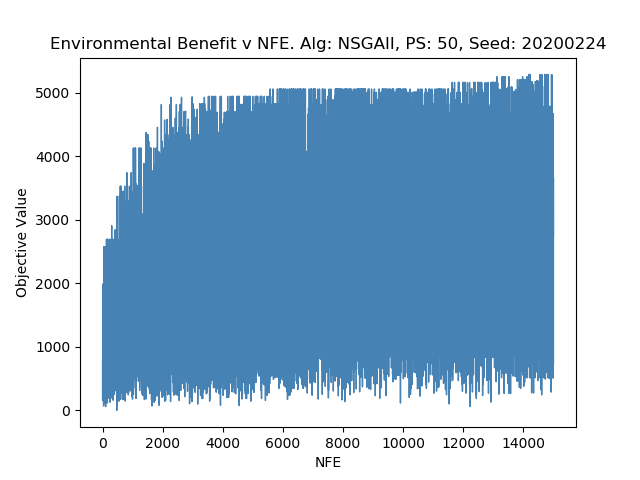 Environmental Benefit v NFE. Alg: NSGAII, PS: 50, Seed: 20200224
Objective Value
5000
4000
3000
2000
1000
0
0 2000 4000 6000 8000 10000 12000 14000
NFE